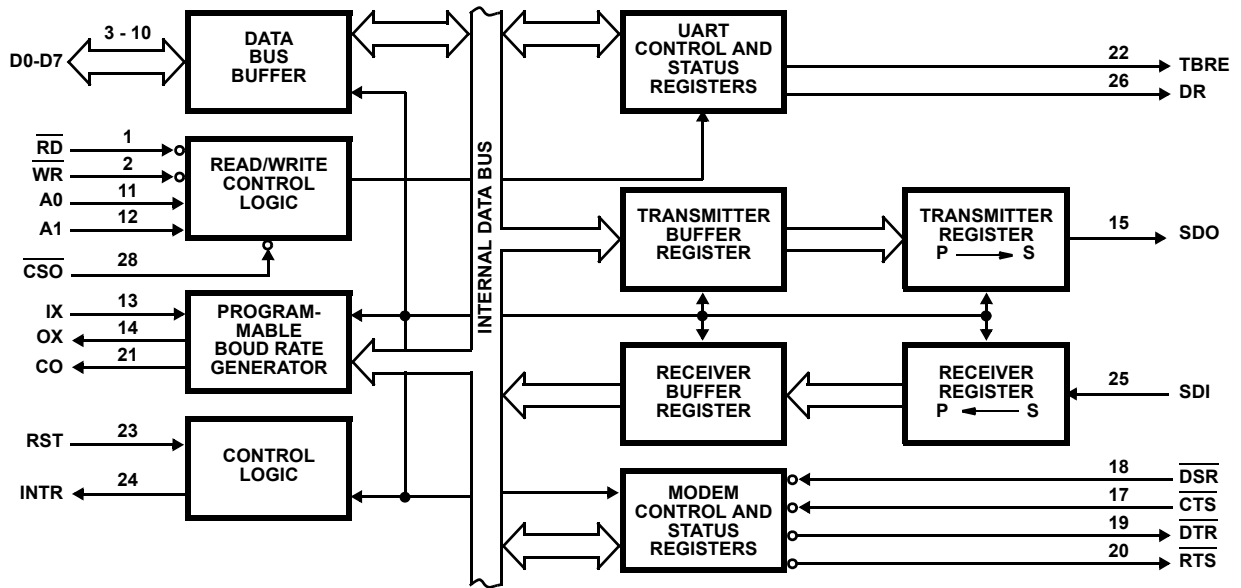 3 - 10
D0-D7
DATA
BUS
BUFFER
UART
CONTROL AND
STATUS
REGISTERS
22
TBRE
26
DR
RD
1
WR
2
A0
11
A1
12
CSO
28
READ/WRITE
CONTROL
LOGIC
INTERNAL DATA BUS
TRANSMITTER
BUFFER
REGISTER
TRANSMITTER
REGISTER
P S
15
SDO
IX
13
OX
14
CO
21
PROGRAM-
MABLE
BOUD RATE
GENERATOR
RECEIVER
BUFFER
REGISTER
RECEIVER
REGISTER
P S
25
SDI
RST
23
INTR
24
CONTROL
LOGIC
MODEM
CONTROL AND
STATUS
REGISTERS
18
DSR
17
CTS
19
DTR
20
RTS